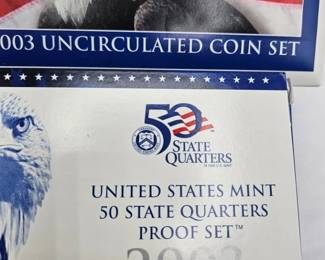 003 UNCIRCULATED COIN SET
50
STATE
QUARTERS
UNITED STATES MINT
50 STATE QUARTERS
PROOF SET™